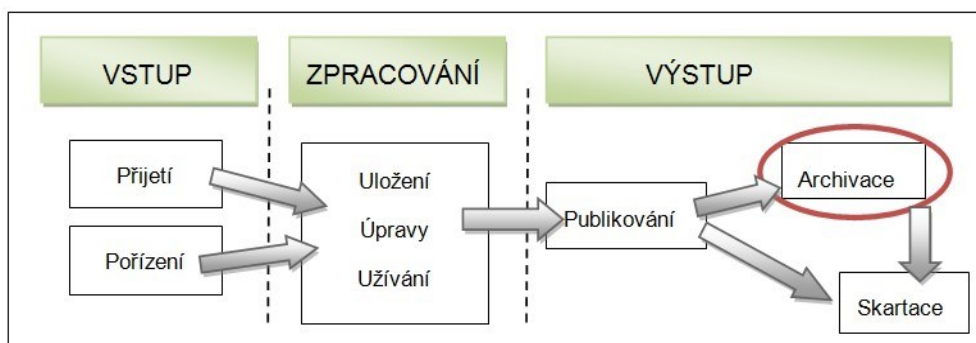 VSTUP
ZPRACOVÁNÍ
VÝSTUP
Přijetí
Pořízení
Uložení
Úpravy
Užívání
Publikování
Archivace
Skartace